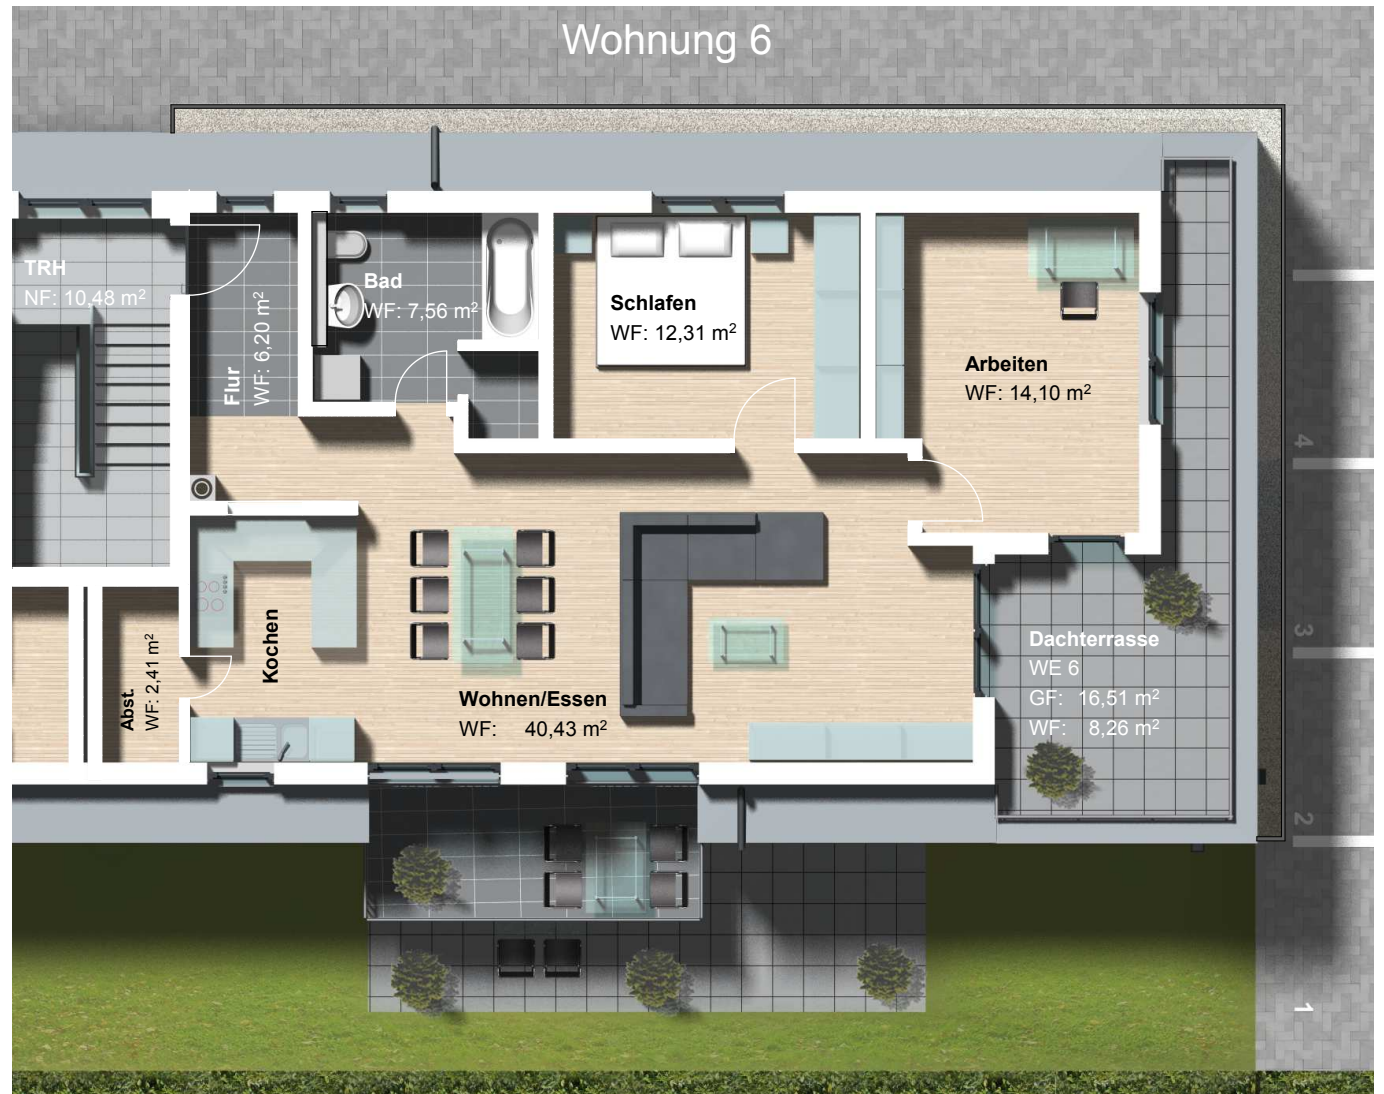 Wohnung 6
TRH
NF: 10,48 m²
Flur
WF: 6,20 m²
Bad
WF: 7,56 m²
Schlafen
WF: 12,31 m²
Arbeiten
WF: 14,10 m²
4
3
2
1
Kochen
Abst.
WF: 2,41 m²
Wohnen/Essen
WF: 40,43 m²
Dachterrasse
WE 6
GF: 16,51 m²
WF: 8,26 m²